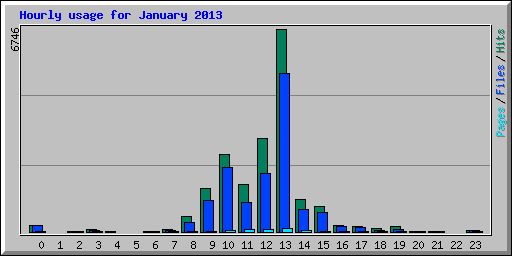 Hourly usage for January 2013
6746
Pages/Files/Hits
0 1 2 3 4 5 6 7 8 9 10 11 12 13 14 15 16 17 18 19 20 21 22 23